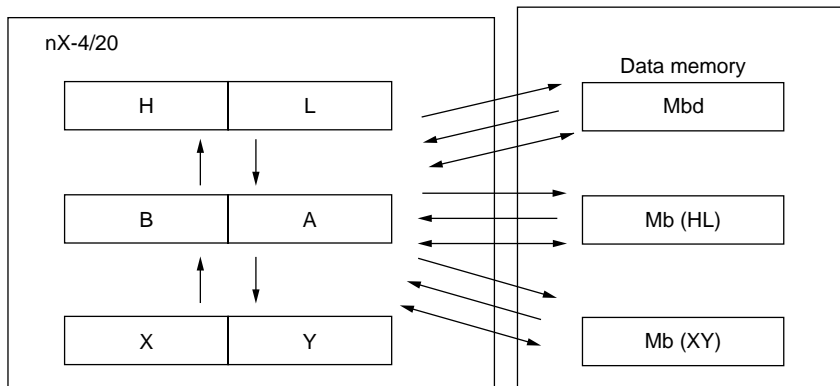 nX-4/20
Data memory
H L
Mbd
B A
Mb (HL)
X Y
Mb (XY)